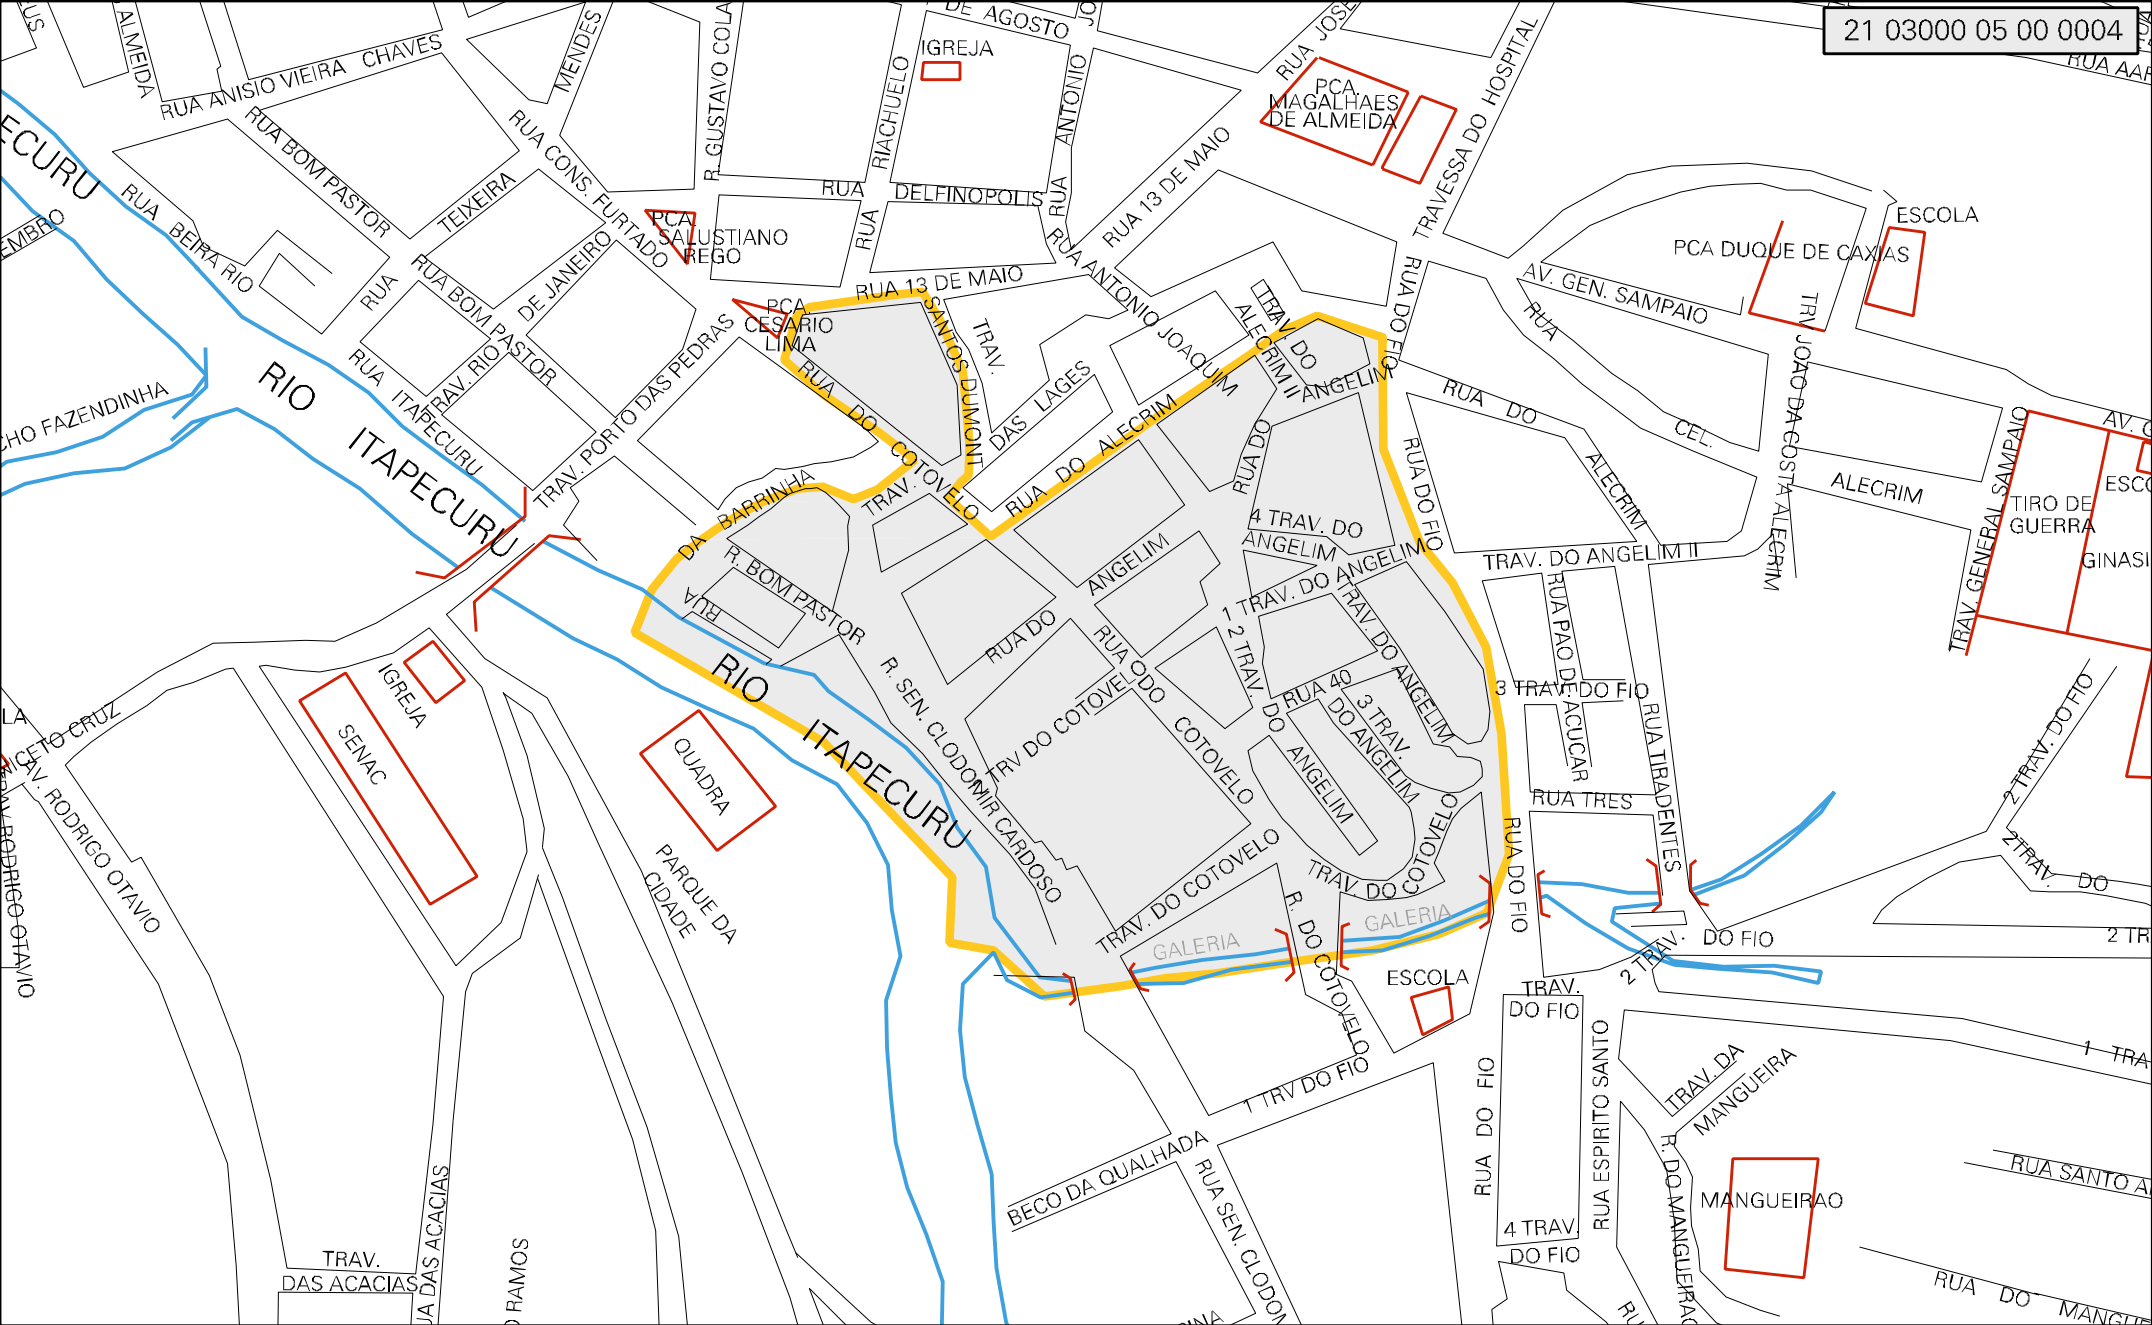 21 03000 05 00 0004
DE AGOSTO
RUA AAR
ALMEIDA
RUA ANISIO VIEIRA CHAVES
MENDES
R. GUSTAVO COLA
IGREJA
RIACHUELO
RUA
ANTONIO
RUA
RUA JOSE
PCA.
MAGALHAES
DE ALMEIDA
TRAVESSA DO HOSPITAL
RUA BOM PASTOR
RUA CONS. FURTADO
TEIXEIRA
RUA DELFINOPOLIS
RUA 13 DE MAIO
ESCOLA
ECURU
RUA BEIRA RIO
EMBRO
PCA
SALUSTIANO
REGO
PCA DUQUE DE CAXIAS
RUA ANTONIO JOAQUIM
RUA
RUA BOM PASTOR
DE JANEIRO
RUA 13 DE MAIO
RUA DO FIO
AV. GEN. SAMPAIO
RUA
CEL.
TRV JOAO DA COSTA ALECRIM
PCA
CESARIO
LIMA
SANTOS DUMONT
TRAV.
TRAV. DO
ALECRIM II
ANGELIM
RIO
ITAPECURU
RUA ITAPECURU
TRAV. RIO
TRAV. PORTO DAS PEDRAS
CHO FAZENDINHA
RUA DO COTOVELO
DAS LAGES
RUA DO ALECRIM
RUA DO
RUA DO ALECRIM
RUA DO FIO
ALECRIM
AV. G
TRAV. GENERAL SAMPAIO
TIRO DE
GUERRA
ESCO
GINASI
DA BARRINHA
TRAV.
4 TRAV. DO
ANGELIM
TRAV. DO ANGELIM II
R. BOM PASTOR
RUA
ANGELIM
RUA DO
1 TRAV. DO ANGELIM
TRAV. DO ANGELIM
RUA PAO DE ACUCAR
RUA DO COTOVELO
2 TRAV. DO ANGELIM
RUA 40
3 TRAV.
DO ANGELIM
3 TRAV. DO FIO
RUA TIRADENTES
IGREJA
SENAC
QUADRA
RIO
ITAPECURU
R. SEN. CLODOMIR CARDOSO
TRV DO COTOVELO
LA
AV. RODRIGO OTAVIO
PARQUE DA
CIDADE
RUA TRES
2 TRAV. DO FIO
2TRAV. DO
TRAV. DO COTOVELO
TRAV. DO COTOVELO
RUA DO FIO
GALERIA
GALERIA
R. DO COTOVELO
ESCOLA
2 TRAV. DO FIO
2 TR
TRAV.
DO FIO
1 TRV DO FIO
RUA DO FIO
RUA ESPIRITO SANTO
TRAV. DA
MANGUEIRA
1 TRA
R. DO MANGUEIRAO
MANGUEIRAO
RUA SANTO A
BECO DA QUALHADA
RUA SEN. CLODOM
4 TRAV.
DO FIO
TRAV.
DAS ACACIAS
UA DAS ACACIAS
O RAMOS
RUA DO MANGUE